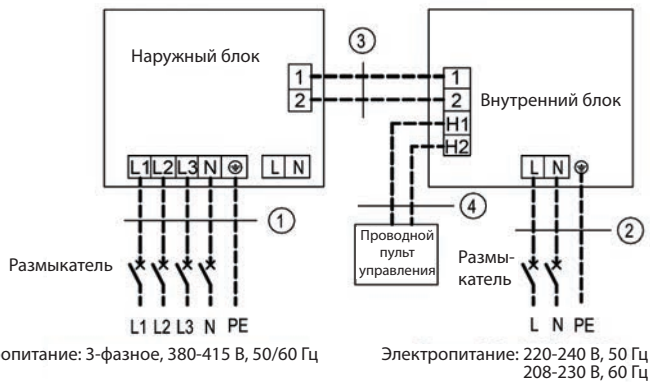 Наружный блок
1
2
③
1
2
H1
H2
Внутренний блок
L1 L2 L3 N
L N
L N
①
④
②
Проводной
пульт
управления
Размыкатель
Размы-
катель
L1 L2 L3 N PE
L N PE
3-фазное, 380-415 В, 50/60 Гц
Электропитание: 220-240 В, 50 Гц
208-230 В, 60 Гц